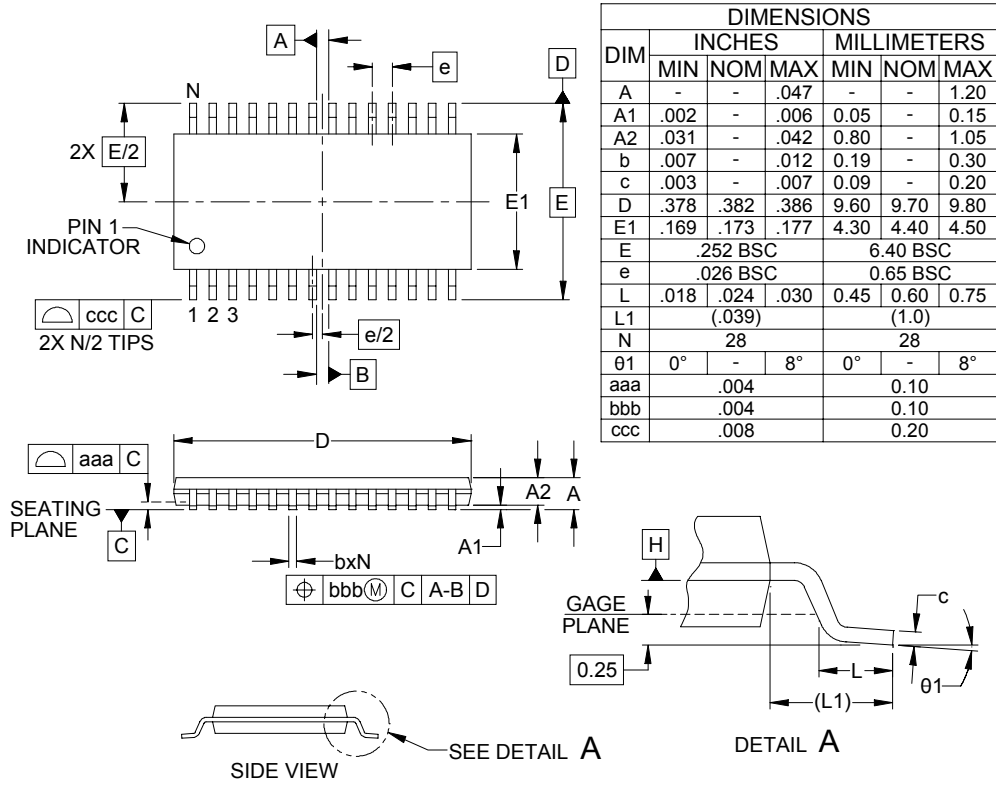 A
e
D
N
2X E/2
E1
E
PIN 1
INDICATOR
ccc C
1 2 3
2X N/2 TIPS
e/2
B
DIMENSIONS
DIM INCHES MILLIMETERS
MIN NOM MAX MIN NOM MAX
A - - .047 - - 1.20
A1 .002 - .006 0.05 - 0.15
A2 .031 - .042 0.80 - 1.05
b .007 - .012 0.19 - 0.30
c .003 - .007 0.09 - 0.20
D .378 .382 .386 9.60 9.70 9.80
E1 .169 .173 .177 4.30 4.40 4.50
E .252 BSC 6.40 BSC
e .026 BSC 0.65 BSC
L .018 .024 .030 0.45 0.60 0.75
L1 (.039) (1.0)
N 28 28
θ1 0° - 8° 0° - 8°
aaa .004 0.10
bbb .004 0.10
ccc .008 0.20
D
aaa C
A2 A
SEATING
PLANE
C
A1
bxN
⌖ bbbⓂ C A-B D
H
GAGE
PLANE
0.25
c
L
θ1
(L1)
DETAIL A
SEE DETAIL A
SIDE VIEW